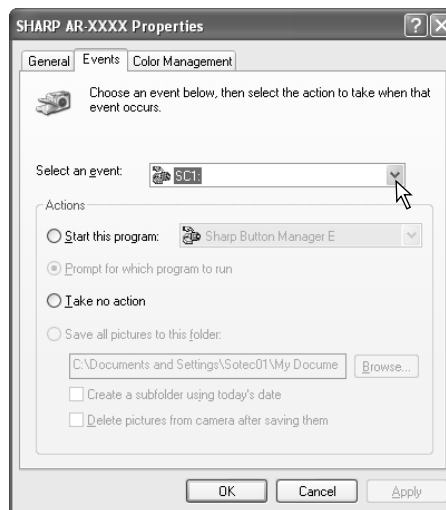 SHARP AR-XXXX Properties
General Events Color Management
Choose an event below, then select the action to take when that
event occurs.
Select an event: SC1:
Actions
Start this program: Sharp Button Manager E
Prompt for which program to run
Take no action
Save all pictures to this folder:
C:\Documents and Settings\Sotec01\My Docume Browse...
Create a subfolder using today's date
Delete pictures from camera after saving them
OK Cancel Apply